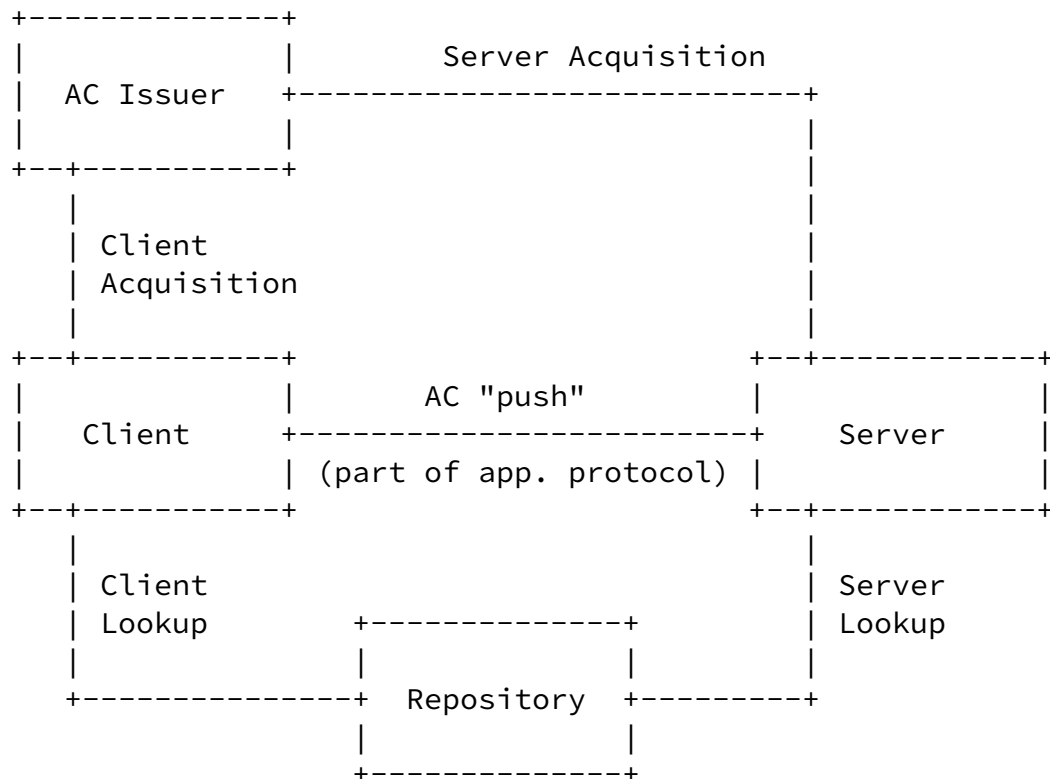 Server Acquisition
AC Issuer
Client
Acquisition
AC "push"
Client
Server
(part of app. protocol)
Client
Lookup
Server
Lookup
Repository